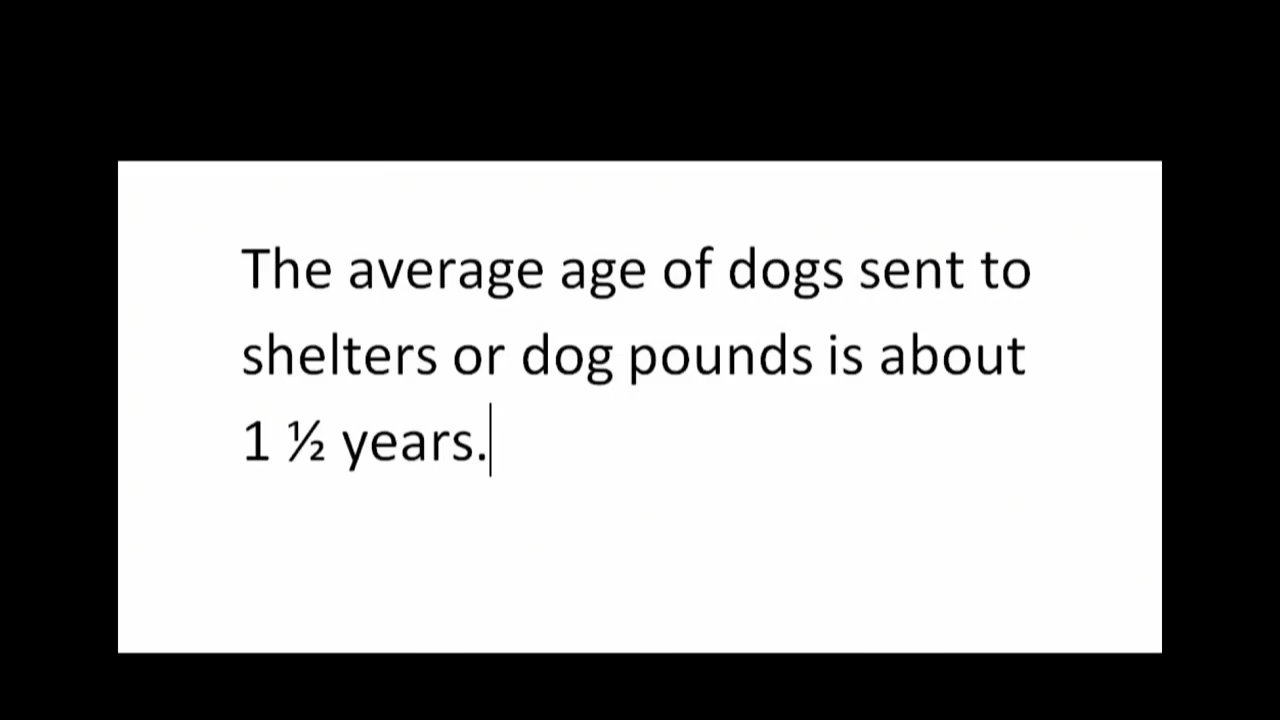 The average age of dogs sent to
shelters or dog pounds is about
1 ½ years.